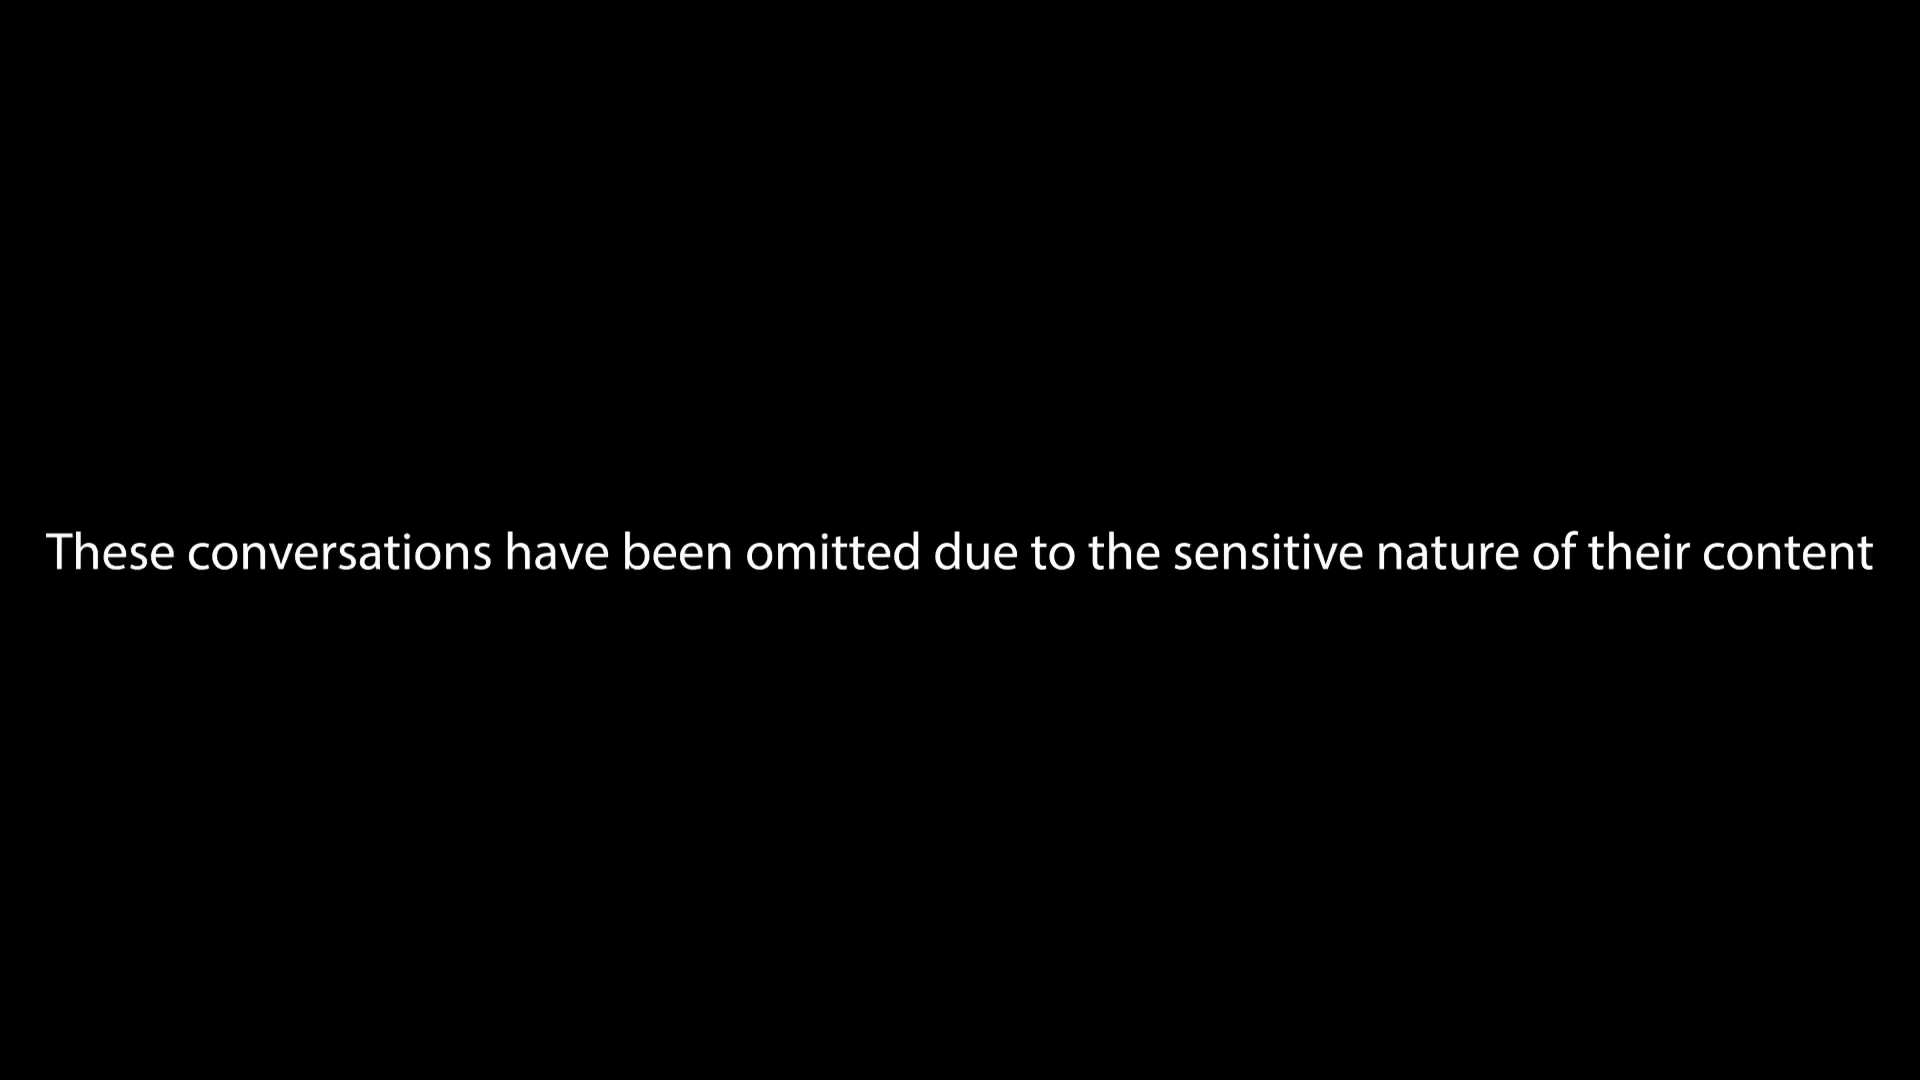 These conversations have been omitted due to the sensitive nature of their content